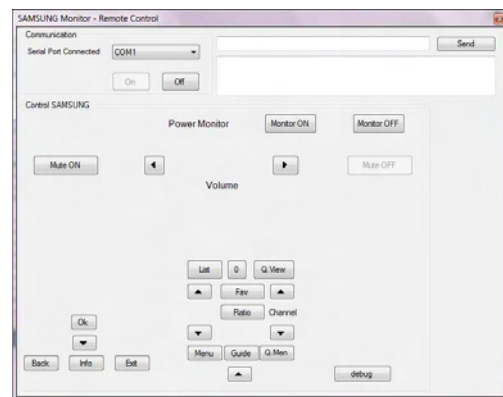 SAMSUNG Monitor - Remote Control
Communication
Serial Port Connected COM1 Send
On Off
Control SAMSUNG
Power Monitor Monitor ON Monitor OFF
Mute ON Mute OFF
Volume
List 0 Q.View
Fav
Ratio Channel
Ok
Menu Guide Q.Men
Back Info Exit
debug